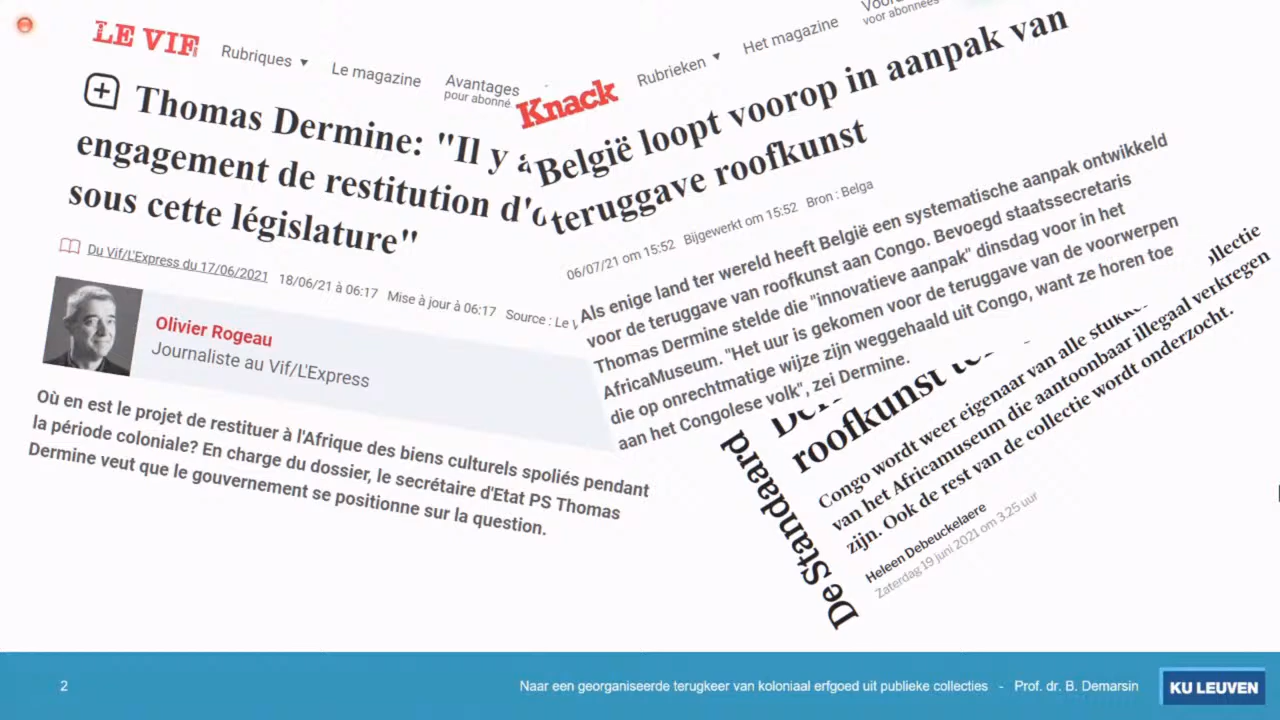 LE VIF
Rubriques ▼ Le magazine Avantages
pour abonné
Thomas Dermine: "Il y a
engagement de restitution d'o
sous cette législature"
Du Vif/L'Express du 17/06/2021 18/06/21 à 06:17 Mise à jour à 06:17 Source : Le V
Olivier Rogeau
Journaliste au Vif/L'Express
Où en est le projet de restituer à l'Afrique des biens culturels spoliés pendant
la période coloniale? En charge du dossier, le secrétaire d'Etat PS Thomas
Dermine veut que le gouvernement se positionne sur la question.
Knack
Rubrieken ▼ Het magazine
voor abonnees
België loopt voorop in aanpak van
teruggave roofkunst
06/07/21 om 15:52 Bijgewerkt om 15:52 Bron : Belga
Als enige land ter wereld heeft België een systematische aanpak ontwikkeld
voor de teruggave van roofkunst aan Congo. Bevoegd staatssecretaris
Thomas Dermine stelde die "innovatieve aanpak" dinsdag voor in het
AfricaMuseum. "Het uur is gekomen voor de teruggave van de voorwerpen
die op onrechtmatige wijze zijn weggehaald uit Congo, want ze horen toe
aan het Congolese volk", zei Dermine.
De Standaard
roofkunst
Congo wordt weer eigenaar van alle stukken ollectie
van het Africamuseum die aantoonbaar illegaal verkregen
zijn. Ook de rest van de collectie wordt onderzocht.
Heleen Debeuckelaere
Zaterdag 19 juni 2021 om 3.25 uur
2
Naar een georganiseerde terugkeer van koloniaal erfgoed uit publieke collecties - Prof. dr. B. Demarsin
KU LEUVEN